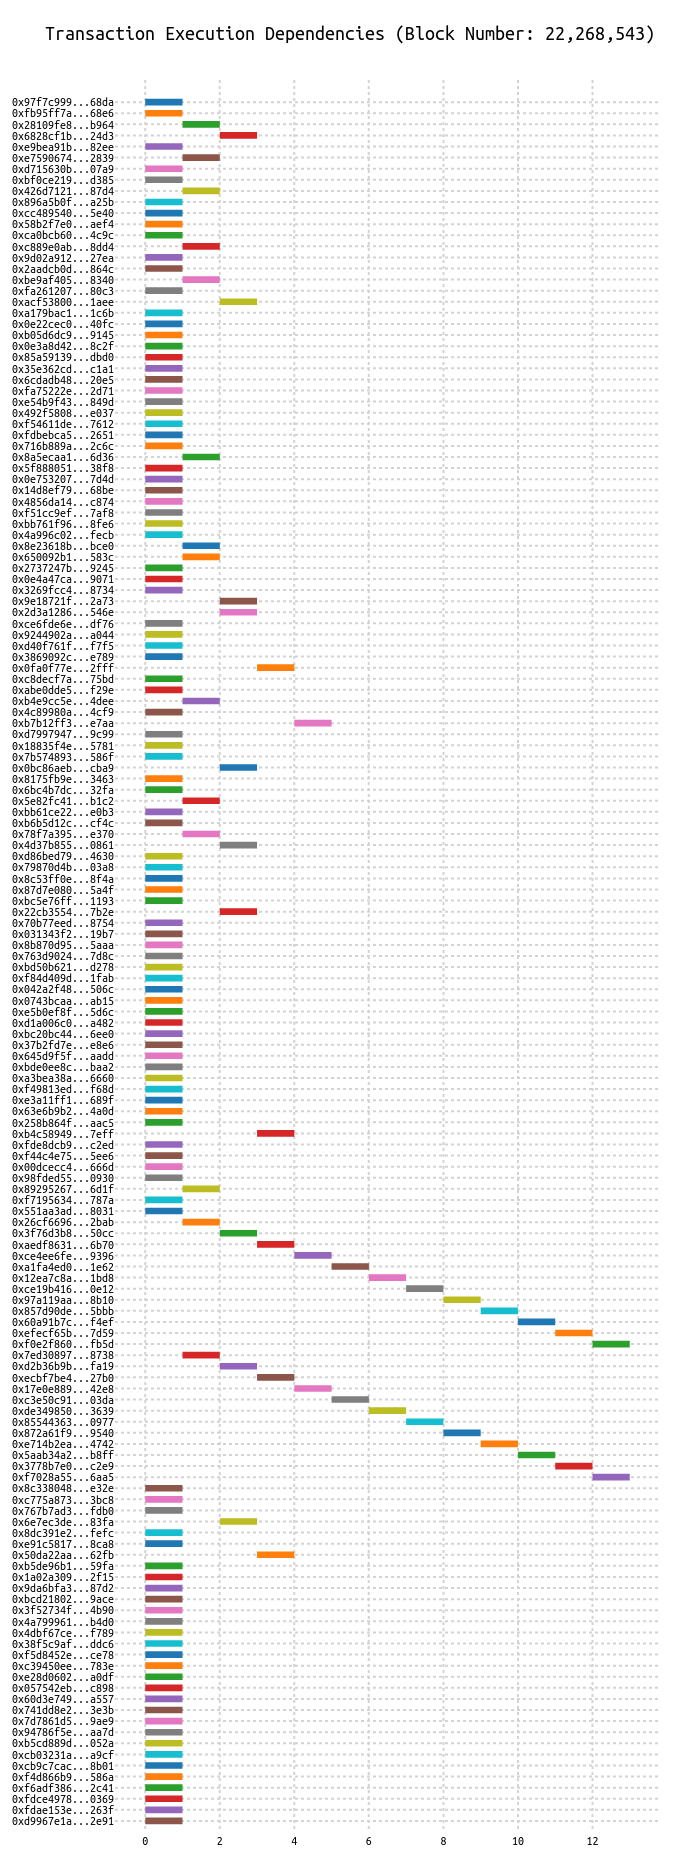 Transaction Execution Dependencies (Block Number: 22,268,543)
0x97f7c999...68da
0xfb95ff7a...68e6
0x28109fe8...b964
0x6828cf1b...24d3
0xe9bea91b...82ee
0xe7590674...2839
0xd715630b...07a9
0xbf0ce219...d385
0x426d7121...87d4
0x896a5b0f...a25b
0xcc489540...5e40
0x58b2f7e0...aef4
0xca0bcb60...4c9c
0xc889e0ab...8dd4
0x9d02a912...27ea
0x2aadcb0d...864c
0xbe9af405...8340
0xfa261207...80c3
0xacf53800...1aee
0xa179bac1...1c6b
0x0e22cec0...40fc
0xb05d6dc9...9145
0x0e3a8d42...8c2f
0x85a59139...dbd0
0x35e362cd...c1a1
0x6cdadb48...20e5
0xfa75222e...2d71
0xe54b9f43...849d
0x492f5808...e037
0xf54611de...7612
0xfdbebca5...2651
0x716b889a...2c6c
0x8a5ecaa1...6d36
0x5f888051...38f8
0x0e753207...7d4d
0x14d8ef79...68be
0x4856da14...c874
0xf51cc9ef...7af8
0xbb761f96...8fe6
0x4a996c02...fecb
0x8e23618b...bce0
0x650092b1...583c
0x2737247b...9245
0x0e4a47ca...9071
0x3269fcc4...8734
0x9e18721f...2a73
0x2d3a1286...546e
0xce6fde6e...df76
0x9244902a...a044
0xd40f761f...f7f5
0x3869092c...e789
0x0fa0f77e...2fff
0xc8decf7a...75bd
0xabe0dde5...f29e
0xb4e9cc5e...4dee
0x4c89980a...4cf9
0xb7b12ff3...e7aa
0xd7997947...9c99
0x18835f4e...5781
0x7b574893...586f
0x0bc86aeb...cba9
0x8175fb9e...3463
0x6bc4b7dc...32fa
0x5e82fc41...b1c2
0xbb61ce22...e0b3
0xb6b5d12c...cf4c
0x78f7a395...e370
0x4d37b855...0861
0xd86bed79...4630
0x79870d4b...03a8
0x8c53ff0e...8f4a
0x87d7e080...5a4f
0xbc5e76ff...1193
0x22cb3554...7b2e
0x70b77eed...8754
0x031343f2...19b7
0x8b870d95...5aaa
0x763d9024...7d8c
0xbd50b621...d278
0xf84d409d...1fab
0x042a2f48...506c
0x0743bcaa...ab15
0xe5b0ef8f...5d6c
0xd1a006c0...a482
0xbc20bc44...6ee0
0x37b2fd7e...e8e6
0x645d9f5f...aadd
0xbde0ee8c...baa2
0xa3bea38a...6660
0xf49813ed...f68d
0xe3a11ff1...689f
0x63e6b9b2...4a0d
0x258b864f...aac5
0xb4c58949...7eff
0xfde8dcb9...c2ed
0xf44c4e75...5ee6
0x00dcecc4...666d
0x98fded55...0930
0x89295267...6d1f
0xf7195634...787a
0x551aa3ad...8031
0x26cf6696...2bab
0x3f76d3b8...50cc
0xaedf8631...6b70
0xce4ee6fe...9396
0xa1fa4ed0...1e62
0x12ea7c8a...1bd8
0xce19b416...0e12
0x97a119aa...8b10
0x857d90de...5bbb
0x60a91b7c...f4ef
0xefecf65b...7d59
0xf0e2f860...fb5d
0x7ed30897...8738
0xd2b36b9b...fa19
0xecbf7be4...27b0
0x17e0e889...42e8
0xc3e50c91...03da
0xde349850...3639
0x85544363...0977
0x872a61f9...9540
0xe714b2ea...4742
0x5aab34a2...b8ff
0x3778b7e0...c2e9
0xf7028a55...6aa5
0x8c338048...e32e
0xc775a873...3bc8
0x767b7ad3...fdb0
0x6e7ec3de...83fa
0x8dc391e2...fefc
0xe91c5817...8ca8
0x50da22aa...62fb
0xb5de96b1...59fa
0x1a02a309...2f15
0x9da6bfa3...87d2
0xbcd21802...9ace
0x3f52734f...4b90
0x4a799961...b4d0
0x4dbf67ce...f789
0x38f5c9af...ddc6
0xf5d8452e...ce78
0xc39450ee...783e
0xe28d0602...a0df
0x057542eb...c898
0x60d3e749...a557
0x741dd8e2...3e3b
0x7d7861d5...9ae9
0x94786f5e...aa7d
0xb5cd889d...052a
0xcb03231a...a9cf
0xcb9c7cac...8b01
0xf4d866b9...586a
0xf6adf386...2c41
0xfdce4978...0369
0xfdae153e...263f
0xd9967e1a...2e91
0 2 4 6 8 10 12